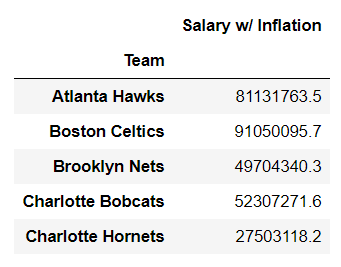 Salary w/ Inflation
Team
Atlanta Hawks 81131763.5
Boston Celtics 91050095.7
Brooklyn Nets 49704340.3
Charlotte Bobcats 52307271.6
Charlotte Hornets 27503118.2